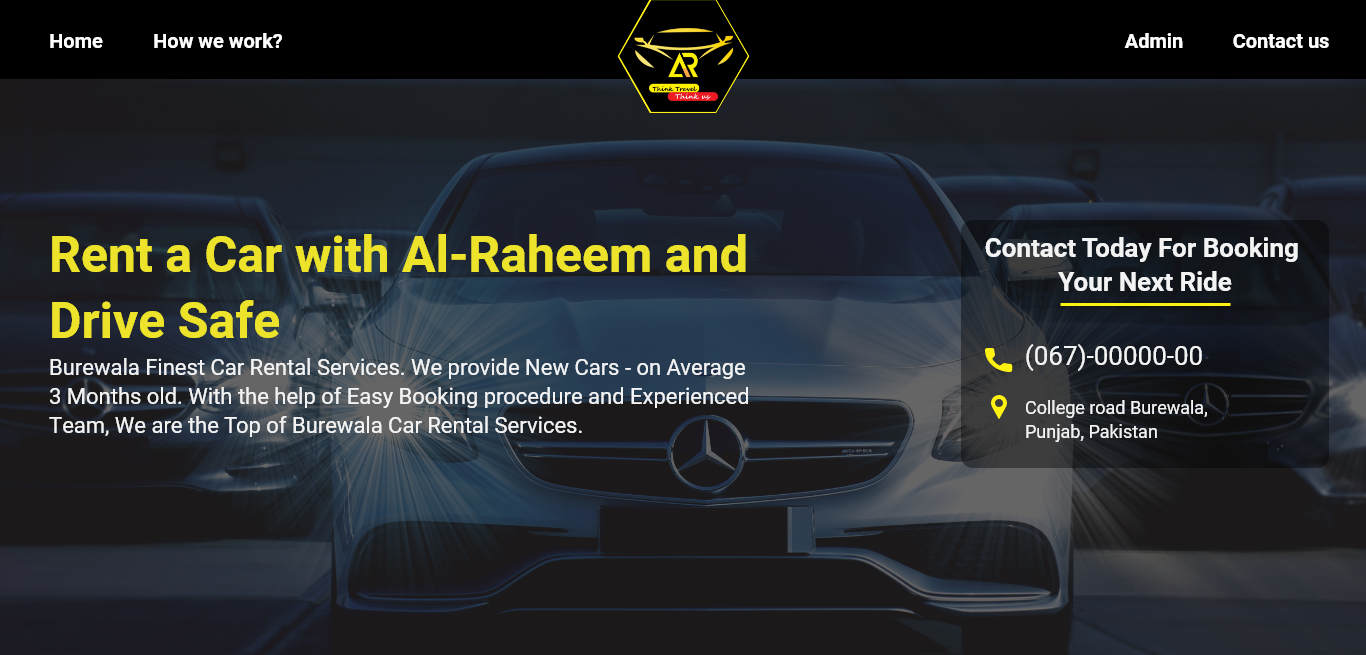 Home
How we work?
AR
Think Travel
Think us
Admin
Contact us
Rent a Car with Al-Raheem and
Drive Safe
Burewala Finest Car Rental Services. We provide New Cars - on Average
3 Months old. With the help of Easy Booking procedure and Experienced
Team, We are the Top of Burewala Car Rental Services.
Contact Today For Booking
Your Next Ride
(067)-00000-00
College road Burewala,
Punjab, Pakistan